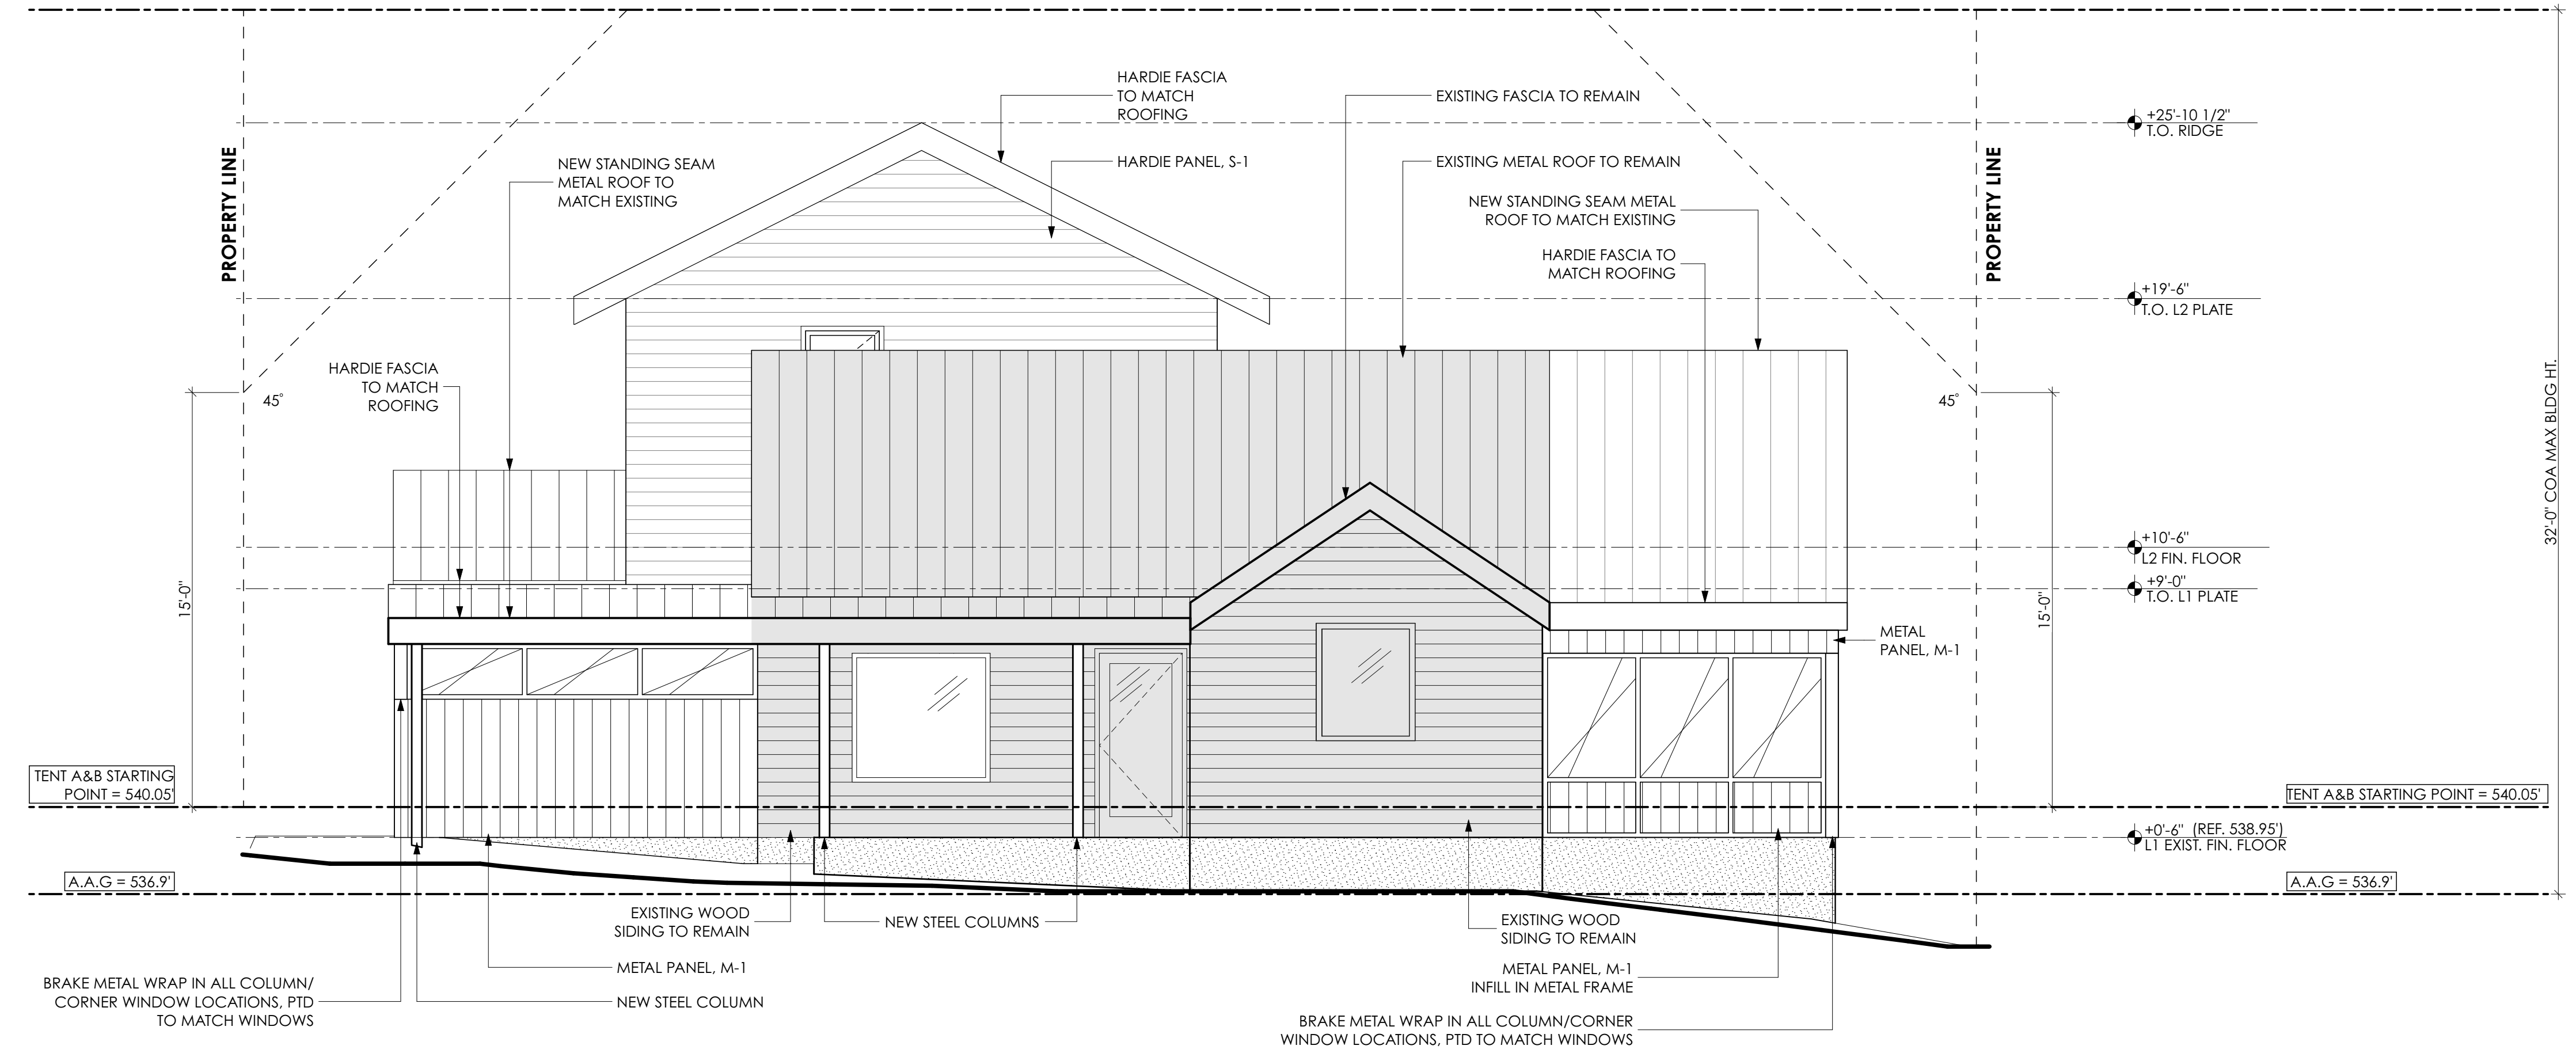 HARDIE FASCIA
TO MATCH
ROOFING
EXISTING FASCIA TO REMAIN
+25'-10 1/2"
T.O. RIDGE
PROPERTY LINE
NEW STANDING SEAM
METAL ROOF TO
MATCH EXISTING
HARDIE PANEL, S-1
EXISTING METAL ROOF TO REMAIN
NEW STANDING SEAM METAL
ROOF TO MATCH EXISTING
PROPERTY LINE
HARDIE FASCIA TO
MATCH ROOFING
+19'-6"
T.O. L2 PLATE
HARDIE FASCIA
TO MATCH
ROOFING
45°
45°
32'-0" COA MAX BLDG HT.
+10'-6"
L2 FIN. FLOOR
+9'-0"
T.O. L1 PLATE
15'-0"
15'-0"
METAL
PANEL, M-1
TENT A&B STARTING
POINT = 540.05'
TENT A&B STARTING POINT = 540.05'
+0'-6" (REF. 538.95')
L1 EXIST. FIN. FLOOR
A.A.G = 536.9'
A.A.G = 536.9'
EXISTING WOOD
SIDING TO REMAIN
NEW STEEL COLUMNS
EXISTING WOOD
SIDING TO REMAIN
METAL PANEL, M-1
METAL PANEL, M-1
INFILL IN METAL FRAME
BRAKE METAL WRAP IN ALL COLUMN/
CORNER WINDOW LOCATIONS, PTD
TO MATCH WINDOWS
NEW STEEL COLUMN
BRAKE METAL WRAP IN ALL COLUMN/CORNER
WINDOW LOCATIONS, PTD TO MATCH WINDOWS